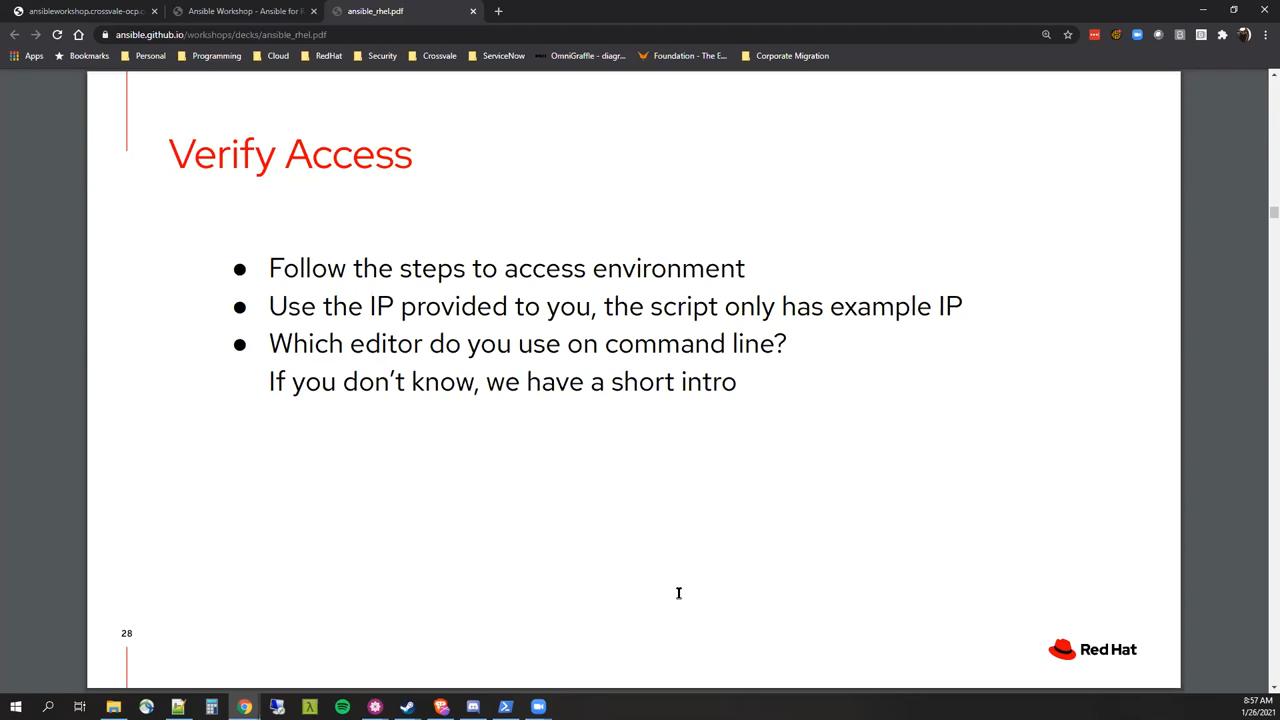 ansibleworkshop.crossvale-ocp.c
Ansible Workshop - Ansible for R
ansible_rhel.pdf
ansible.github.io/workshops/decks/ansible_rhel.pdf
Apps
Bookmarks
Personal
Programming
Cloud
RedHat
Security
Crossvale
ServiceNow
OmniGraffle - diagr...
Foundation - The E...
Corporate Migration
Verify Access
● Follow the steps to access environment
● Use the IP provided to you, the script only has example IP
● Which editor do you use on command line?
If you don't know, we have a short intro
28
Red Hat
8:57 AM
1/26/2021